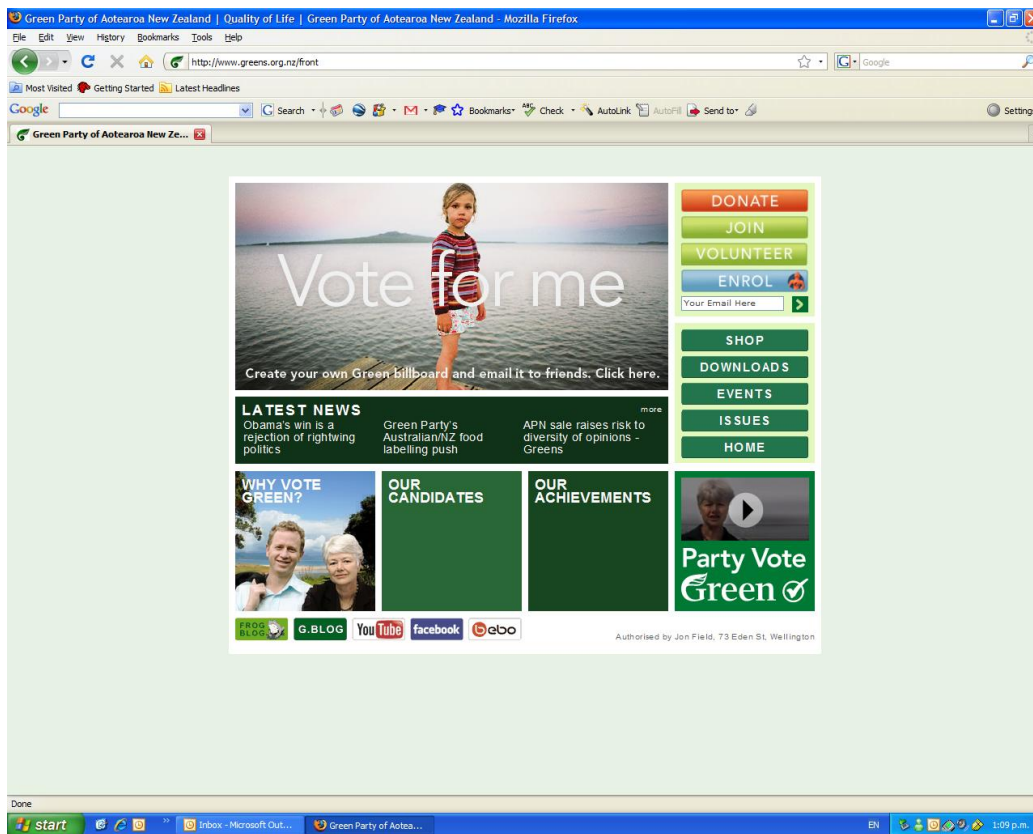 Green Party of Aotearoa New Zealand | Quality of Life | Green Party of Aotearoa New Zealand - Mozilla Firefox
File Edit View History Bookmarks Tools Help
http://www.greens.org.nz/front
G Google
Most Visited Getting Started Latest Headlines
Google G Search Bookmarks ABC Check AutoLink AutoFill Send to Settings
Green Party of Aotearoa New Ze...
Vote for me
Create your own Green billboard and email it to friends. Click here.
DONATE
JOIN
VOLUNTEER
ENROL
Your Email Here
SHOP
DOWNLOADS
EVENTS
ISSUES
HOME
LATEST NEWS
more
Obama's win is a
rejection of rightwing
politics
Green Party's
Australian/NZ food
labelling push
APN sale raises risk to
diversity of opinions -
Greens
WHY VOTE
GREEN?
OUR
CANDIDATES
OUR
ACHIEVEMENTS
Party Vote
Green
FROG
BLOG
G.BLOG
YouTube
facebook
bebo
Authorised by Jon Field, 73 Eden St, Wellington
Done
start
Inbox - Microsoft Out...
Green Party of Aotea...
EN
1:09 p.m.